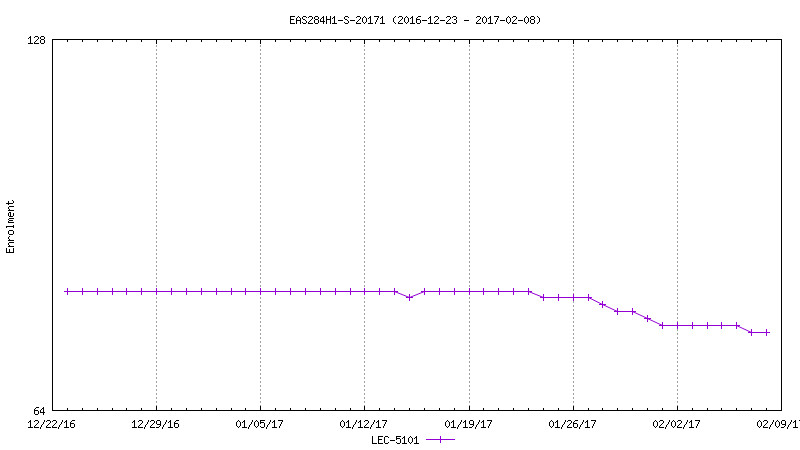 EAS284H1-S-20171 (2016-12-23 - 2017-02-08)
128
Enrolment
64
12/22/16 12/29/16 01/05/17 01/12/17 01/19/17 01/26/17 02/02/17 02/09/1
LEC-5101